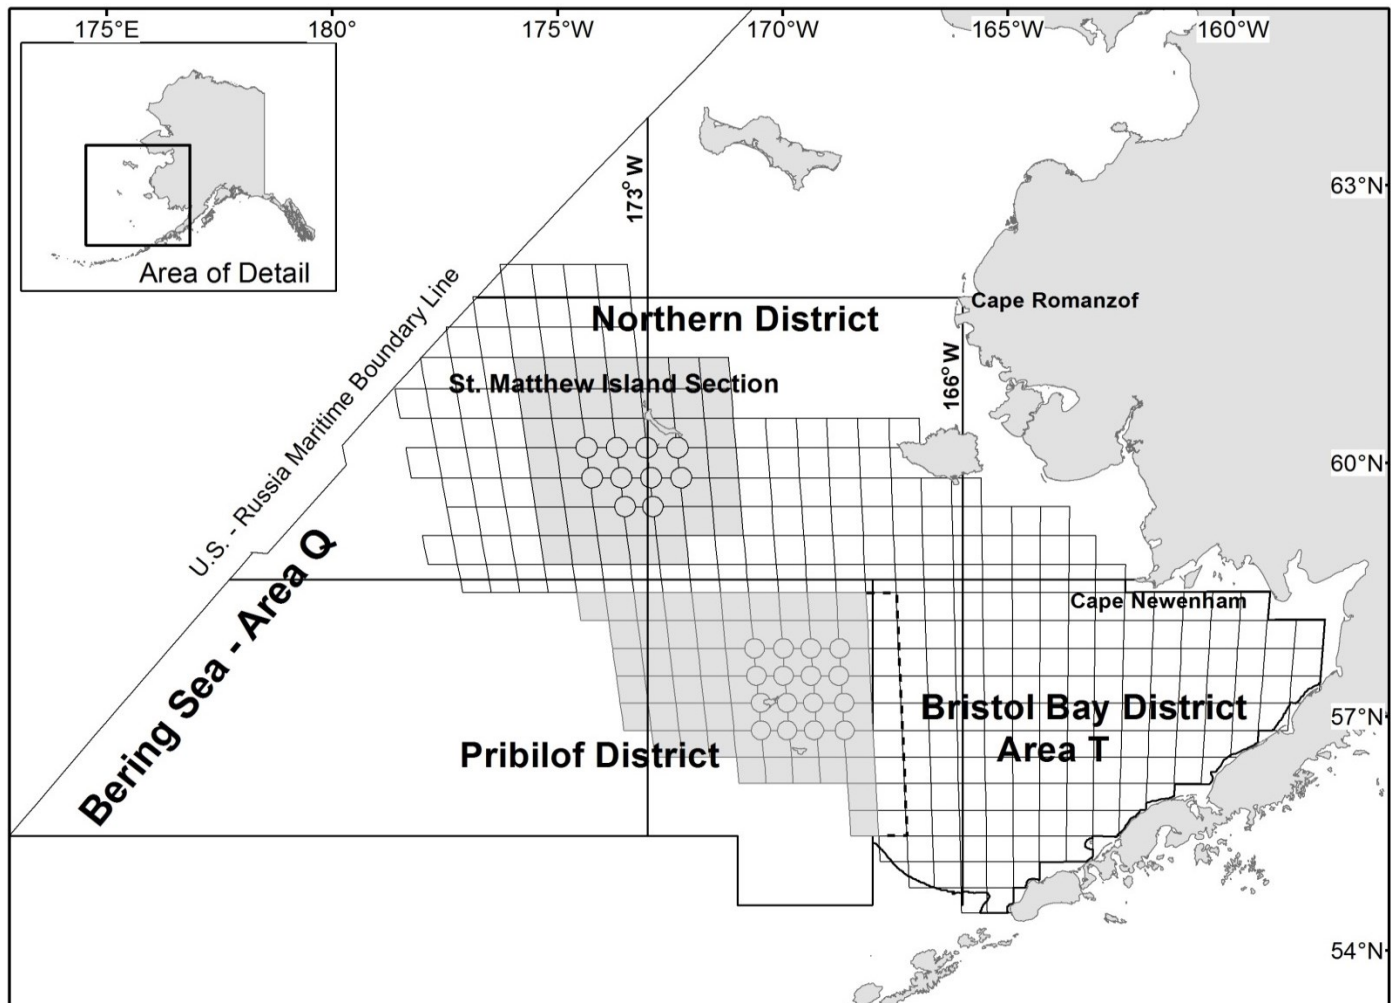 175°E
180°
175°W
170°W
165°W
160°W
Area of Detail
173° W
63°N
U.S. - Russia Maritime Boundary Line
Cape Romanzof
Northern District
166° W
St. Matthew Island Section
60°N
Bering Sea - Area Q
Cape Newenham
Bristol Bay District
Area T
57°N
Pribilof District
54°N